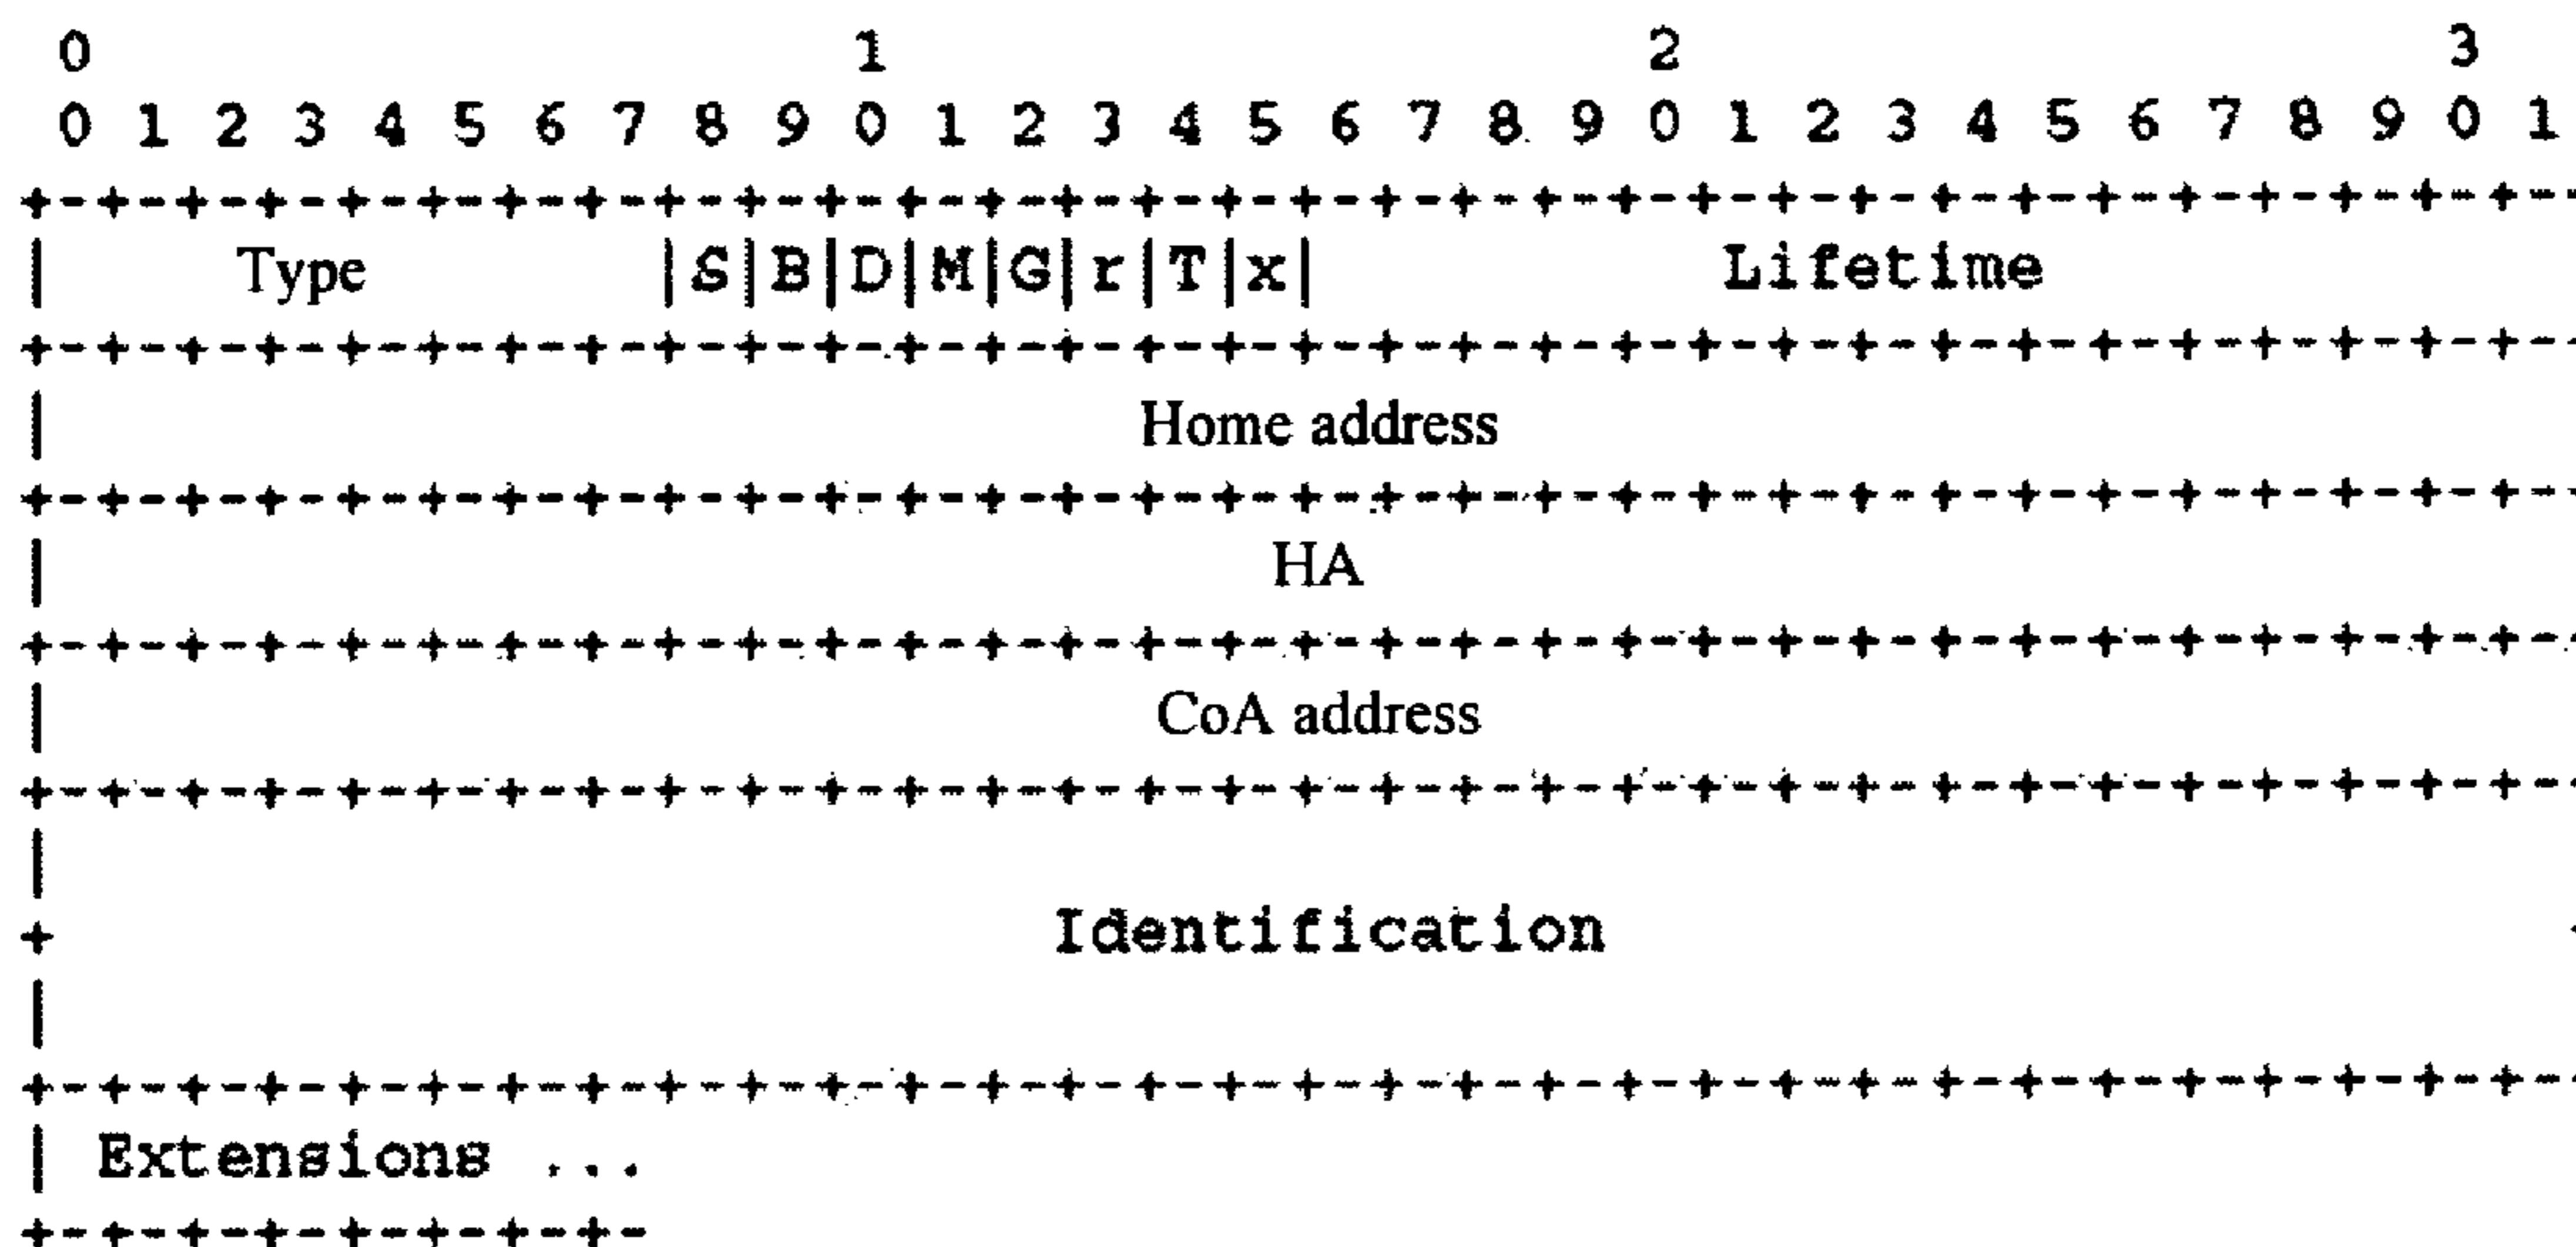 0 1 2 3
0 1 2 3 4 5 6 7 8 9 0 1 2 3 4 5 6 7 8 9 0 1 2 3 4 5 6 7 8 9 0 1
+-+-+-+-+-+-+-+-+-+-+-+-+-+-+-+-+-+-+-+-+-+-+-+-+-+-+-+-+-+-+-+-
| Type |S|B|D|M|G|r|T|x| Lifetime
+-+-+-+-+-+-+-+-+-+-+-+-+-+-+-+-+-+-+-+-+-+-+-+-+-+-+-+-+-+-+-+-
| Home address
+-+-+-+-+-+-+-+-+-+-+-+-+-+-+-+-+-+-+-+-+-+-+-+-+-+-+-+-+-+-+-+-
| HA
+-+-+-+-+-+-+-+-+-+-+-+-+-+-+-+-+-+-+-+-+-+-+-+-+-+-+-+-+-+-+-+-
| CoA address
+-+-+-+-+-+-+-+-+-+-+-+-+-+-+-+-+-+-+-+-+-+-+-+-+-+-+-+-+-+-+-+-
|
+ Identification
|
+-+-+-+-+-+-+-+-+-+-+-+-+-+-+-+-+-+-+-+-+-+-+-+-+-+-+-+-+-+-+-+-
| Extensions ...
+-+-+-+-+-+-+-+-